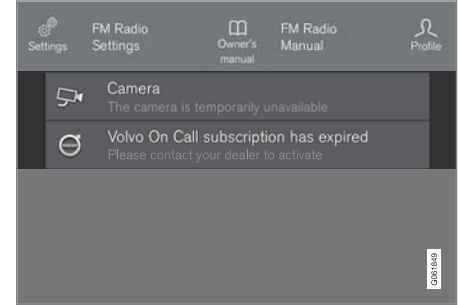 Settings
FM Radio
Settings
Owner's
manual
FM Radio
Manual
Profile
Camera
The camera is temporarily unavailable
Volvo On Call subscription has expired
Please contact your dealer to activate
G061849